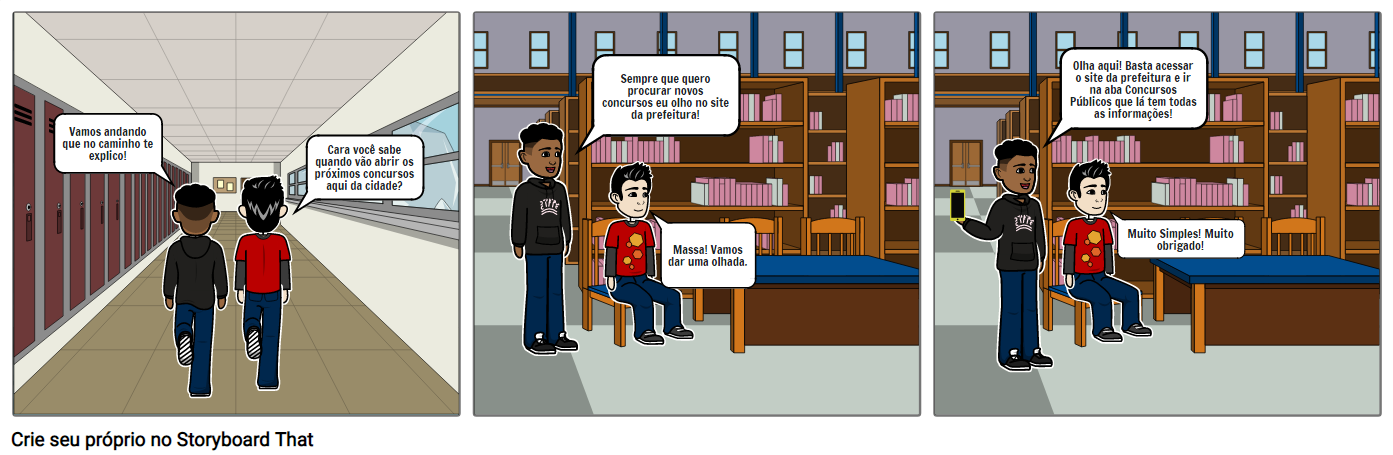 Vamos andando
que no caminho te
explico!
Cara você sabe
quando vão abrir os
próximos concursos
aqui da cidade?
Sempre que quero
procurar novos
concursos eu olho no site
da prefeitura!
Massa! Vamos
dar uma olhada.
Olha aqui! Basta acessar
o site da prefeitura e ir
na aba Concursos
Públicos que lá tem todas
as informações!
Muito Simples! Muito
obrigado!
Crie seu próprio no Storyboard That